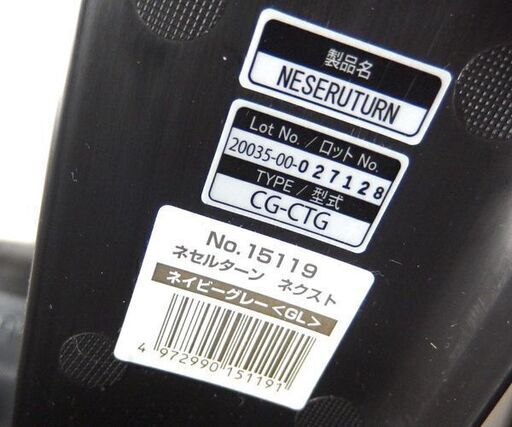 製品名
NESERUTURN
Lot No. / ロット No.
20035-00-027128
TYPE / 型式
CG-CTG
No.15119
ネセルターン ネクスト
ネイビーグレー<GL>
4 972990 151191